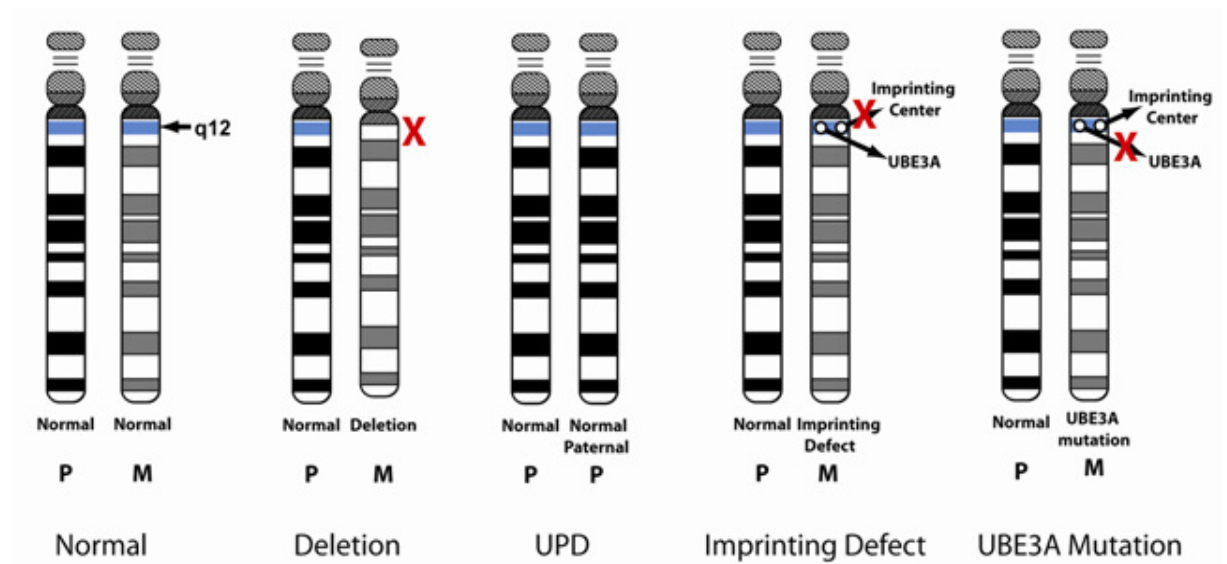 q12
X
Imprinting
Center
X
UBE3A
Imprinting
Center
X
UBE3A
Normal Normal
Normal Deletion
Normal Normal
Paternal
Normal Imprinting
Defect
Normal UBE3A
mutation
P M
P M
P P
P M
P M
Normal
Deletion
UPD
Imprinting Defect
UBE3A Mutation